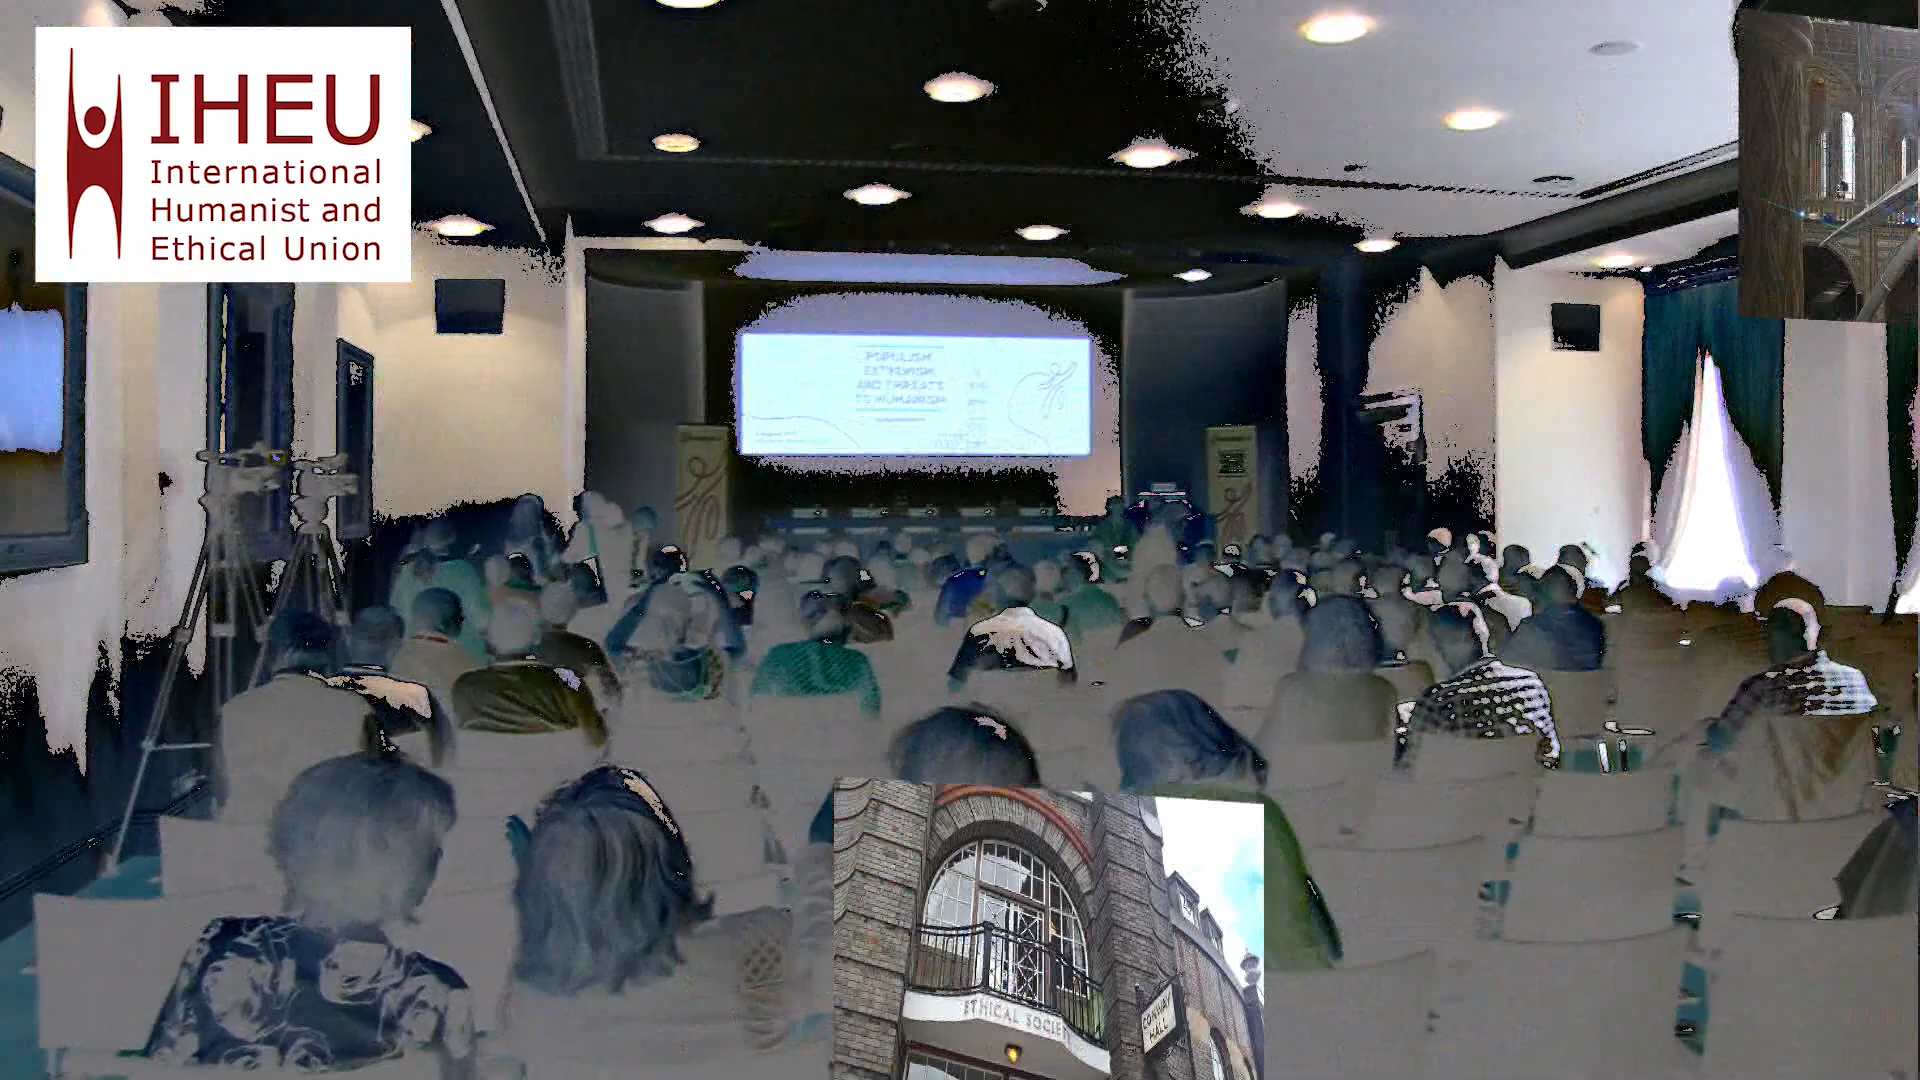 IHEU
International
Humanist and
Ethical Union
POPULISM
EXTREMISM
AND THREATS
TO HUMANISM
ETHICAL SOCIETY
CONWAY
HALL